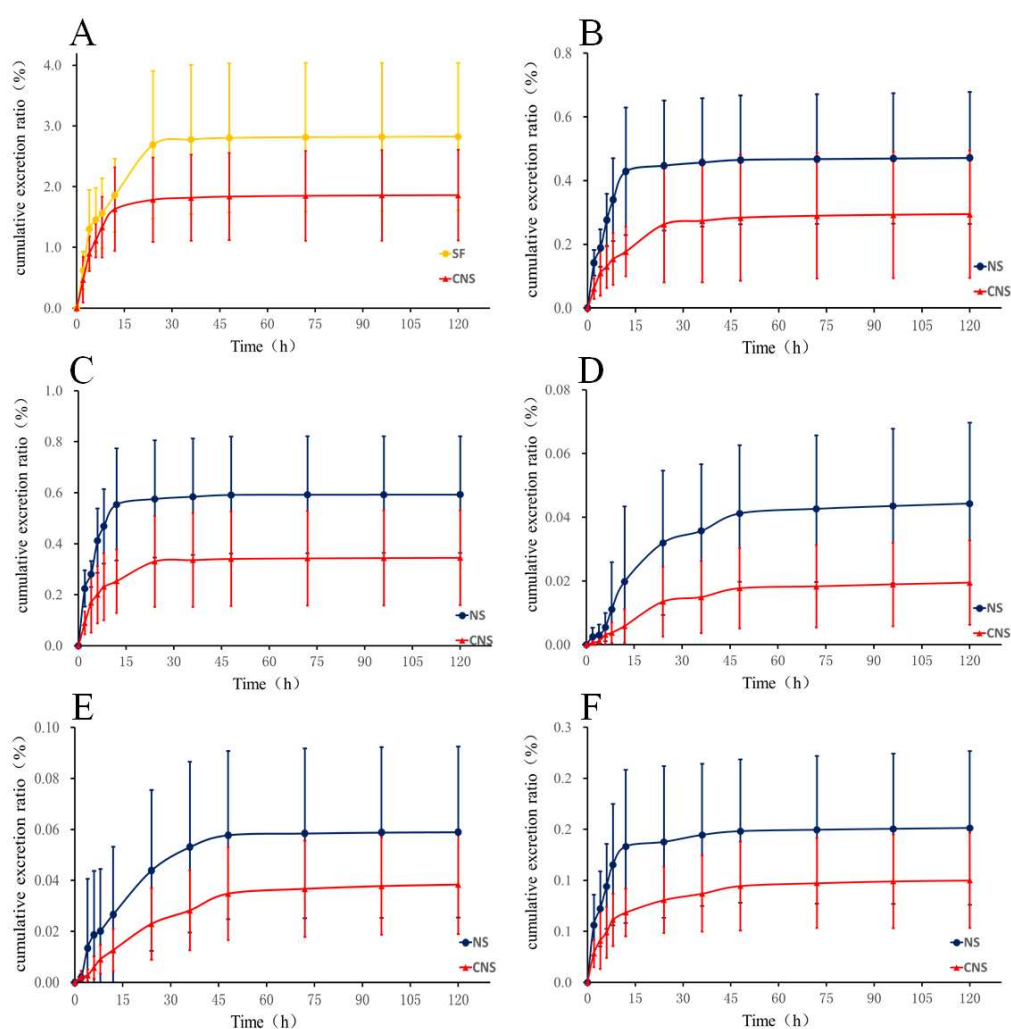 A
cumulative excretion ratio（%）
4.0
3.0
2.0
1.0
0.0
0 15 30 45 60 75 90 105 120
Time（h）
SF
CNS
B
cumulative excretion ratio（%）
0.8
0.6
0.4
0.2
0.0
0 15 30 45 60 75 90 105 120
Time（h）
NS
CNS
C
cumulative excretion ratio（%）
1.0
0.8
0.6
0.4
0.2
0.0
0 15 30 45 60 75 90 105 120
Time（h）
NS
CNS
D
cumulative excretion ratio（%）
0.08
0.06
0.04
0.02
0.00
0 15 30 45 60 75 90 105 120
Time（h）
NS
CNS
E
cumulative excretion ratio（%）
0.10
0.08
0.06
0.04
0.02
0.00
0 15 30 45 60 75 90 105 120
Time（h）
NS
CNS
F
cumulative excretion ratio（%）
0.3
0.2
0.2
0.1
0.1
0.0
0 15 30 45 60 75 90 105 120
Time（h）
NS
CNS